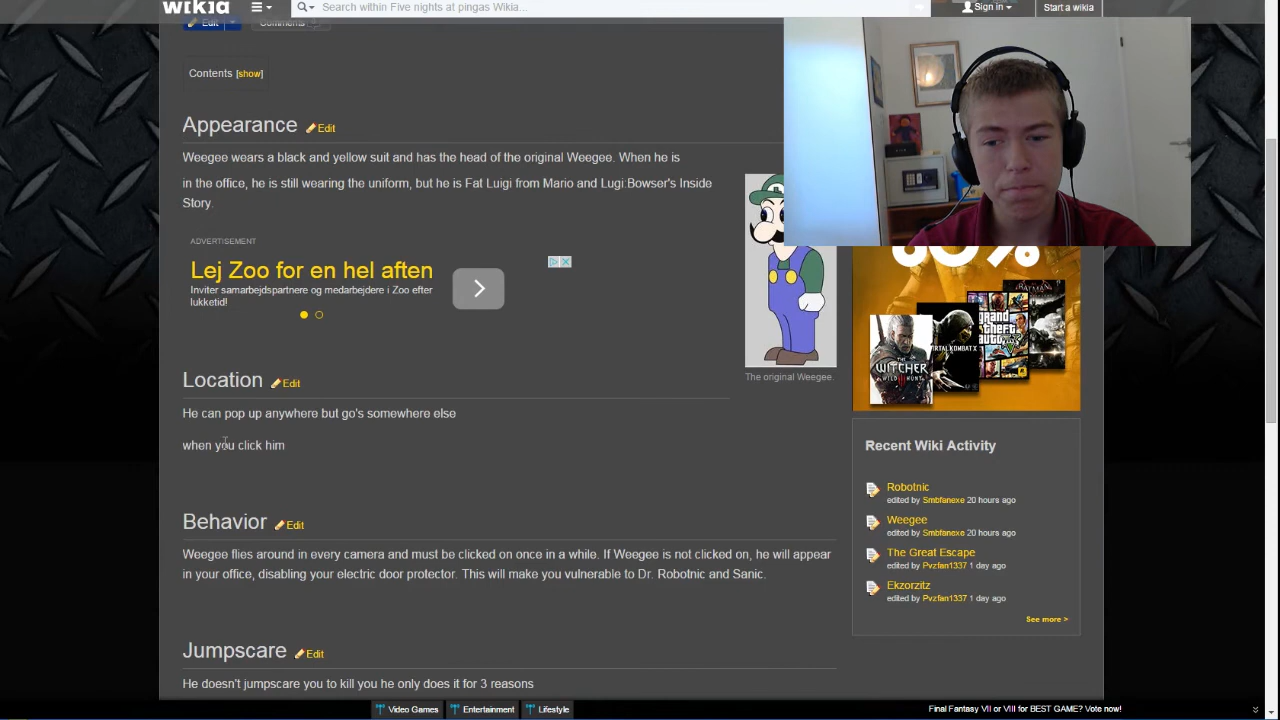 wikia
Search within Five nights at pingas Wikia...
Sign in
Start a wikia
Edit
Comments
Contents [show]
Appearance Edit
Weegee wears a black and yellow suit and has the head of the original Weegee. When he is
in the office, he is still wearing the uniform, but he is Fat Luigi from Mario and Lugi:Bowser's Inside
Story.
ADVERTISEMENT
Lej Zoo for en hel aften
Inviter samarbejdspartnere og medarbejdere i Zoo efter
lukketid!
The original Weegee.
THE
WITCHER
WILD HUNT
grand
theft
auto
BATMAN
Location Edit
He can pop up anywhere but go's somewhere else
when you click him
Behavior Edit
Weegee flies around in every camera and must be clicked on once in a while. If Weegee is not clicked on, he will appear
in your office, disabling your electric door protector. This will make you vulnerable to Dr. Robotnic and Sanic.
Jumpscare Edit
He doesn't jumpscare you to kill you he only does it for 3 reasons
Recent Wiki Activity
Robotnic
edited by Smbfanexe 20 hours ago
Weegee
edited by Smbfanexe 20 hours ago
The Great Escape
edited by Pvzfan1337 1 day ago
Ekzorzitz
edited by Pvzfan1337 1 day ago
See more >
Video Games
Entertainment
Lifestyle
Final Fantasy VII or VIII for BEST GAME? Vote now!